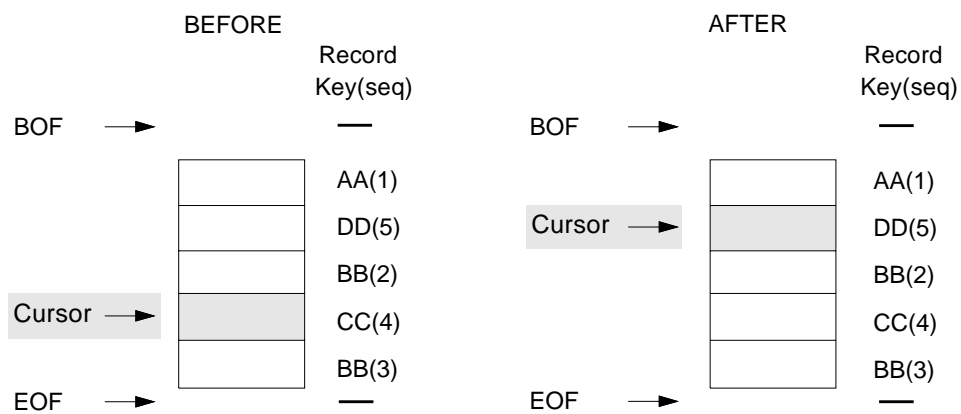 BEFORE
Record
Key(seq)
BOF
AA(1)
DD(5)
BB(2)
Cursor
CC(4)
BB(3)
EOF
AFTER
Record
Key(seq)
BOF
AA(1)
Cursor
DD(5)
BB(2)
CC(4)
BB(3)
EOF